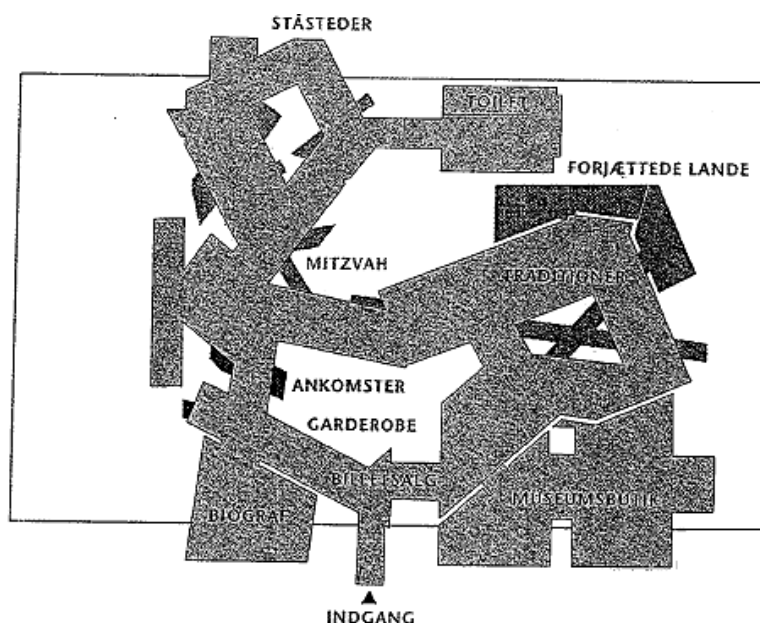 STÅSTEDER
TOILET
FORJÆTTEDE LANDE
MITZVAH
TRADITIONER
ANKOMSTER
GARDEROBE
BILLETSALG
MUSEUMSBUTIK
BIOGRAF
INDGANG